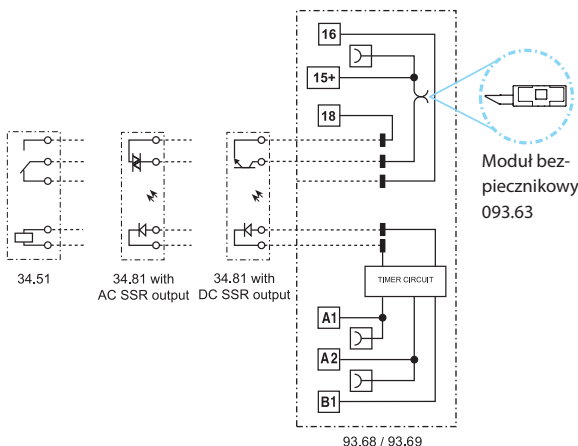 16
15+
18
Moduł bez-
piecznikowy
093.63
34.51
34.81 with
AC SSR output
34.81 with
DC SSR output
TIMER CIRCUIT
A1
A2
B1
93.68 / 93.69